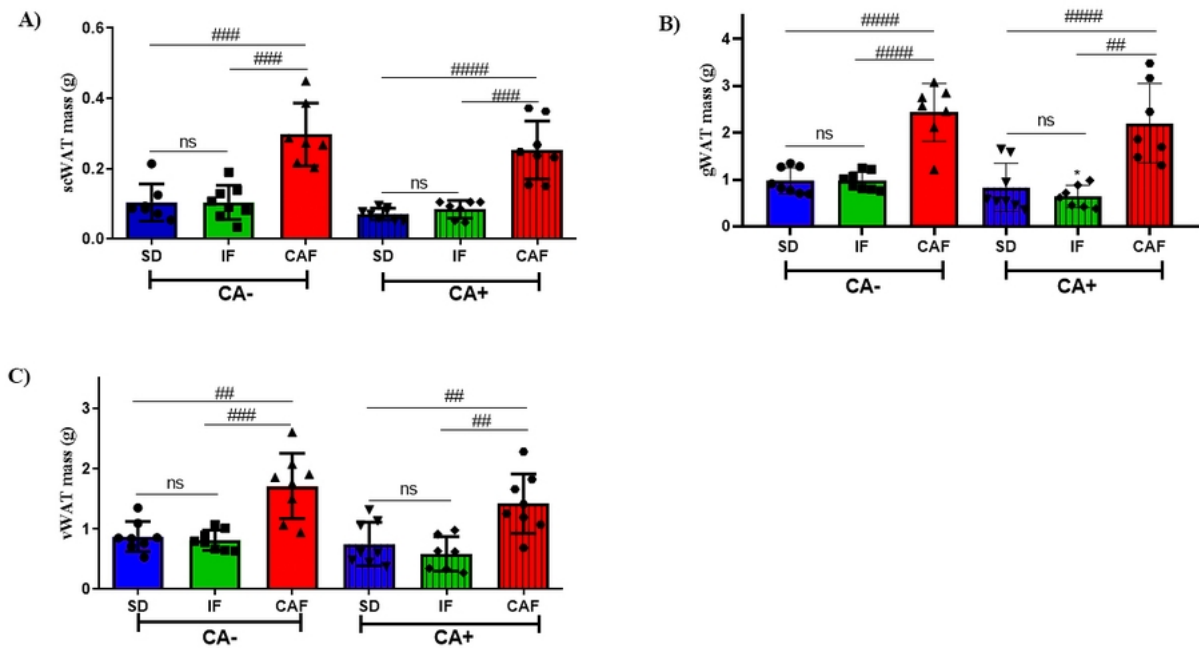 A)
scWAT mass (g)
0.6
0.4
0.2
0.0
###
###
ns
####
###
ns
SD IF CAF SD IF CAF
CA- CA+
B)
gWAT mass (g)
4
3
2
1
0
####
####
ns
####
##
ns
*
SD IF CAF SD IF CAF
CA- CA+
C)
vWAT mass (g)
3
2
1
0
##
###
ns
##
##
ns
SD IF CAF SD IF CAF
CA- CA+